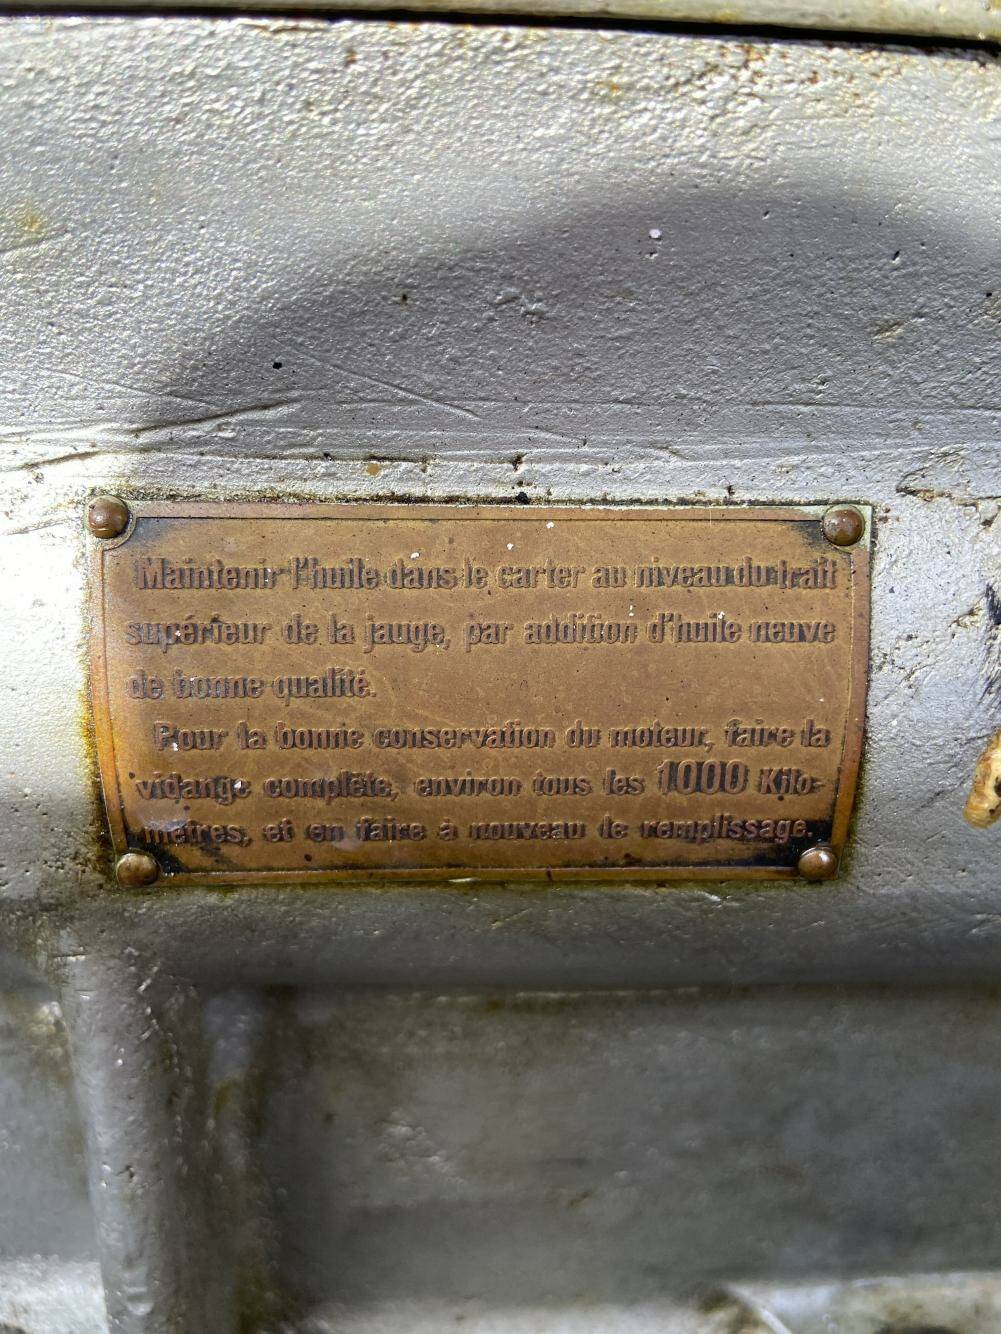 Maintenir l'huile dans le carter au niveau du trait
supérieur de la jauge, par addition d'huile neuve
de bonne qualité.
Pour la bonne conservation du moteur, faire la
vidange complète, environ tous les 1000 Kilo-
mètres, et en faire à nouveau le remplissage.